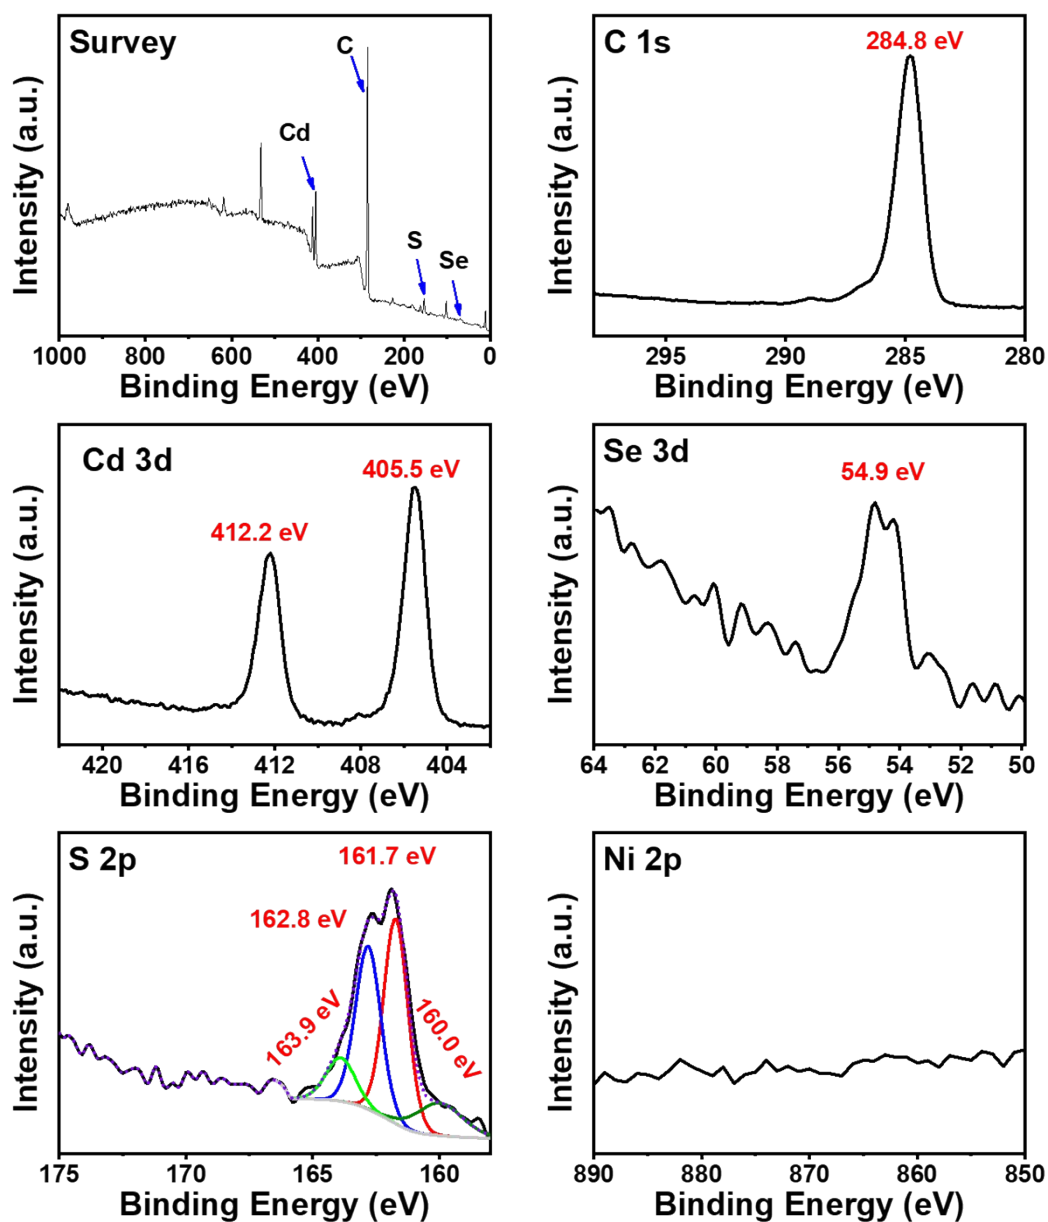 Survey
C
Cd
S
Se
Intensity (a.u.)
1000 800 600 400 200 0
Binding Energy (eV)
C 1s
284.8 eV
Intensity (a.u.)
295 290 285 280
Binding Energy (eV)
Cd 3d
405.5 eV
412.2 eV
Intensity (a.u.)
420 416 412 408 404
Binding Energy (eV)
Se 3d
54.9 eV
Intensity (a.u.)
64 62 60 58 56 54 52 50
Binding Energy (eV)
S 2p
161.7 eV
162.8 eV
163.9 eV
160.0 eV
Intensity (a.u.)
175 170 165 160
Binding Energy (eV)
Ni 2p
Intensity (a.u.)
890 880 870 860 850
Binding Energy (eV)